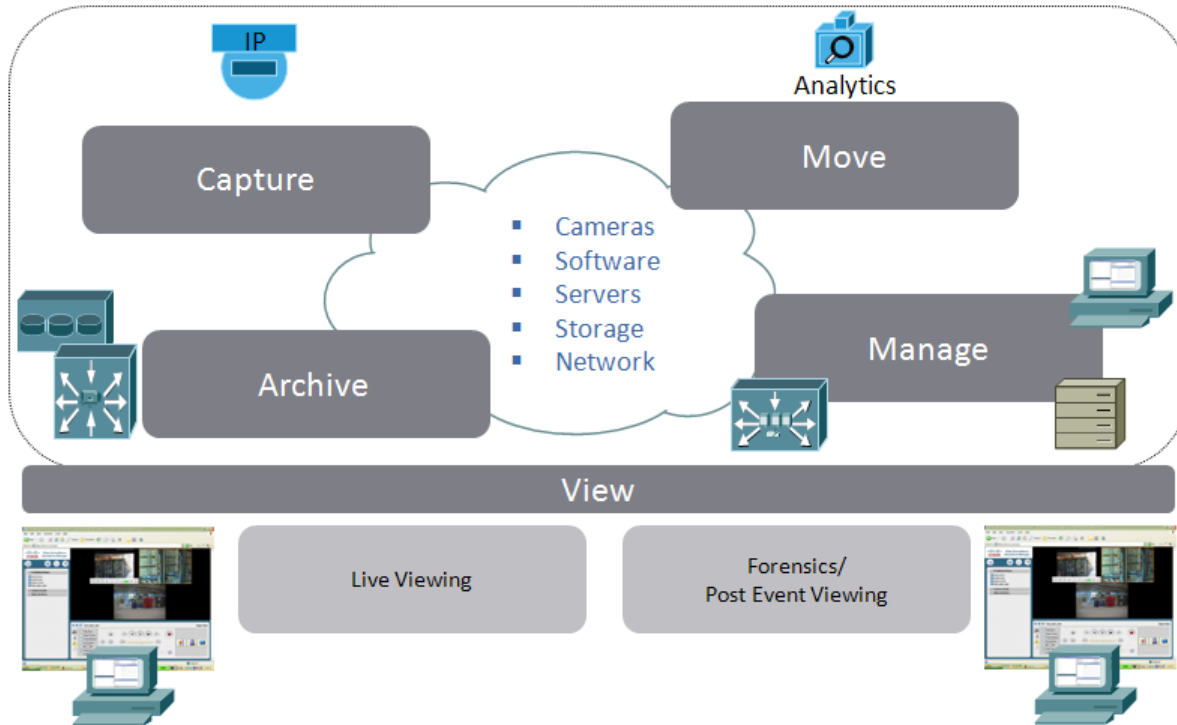 IP
Analytics
Capture
Move
▪ Cameras
▪ Software
▪ Servers
▪ Storage
▪ Network
Archive
Manage
View
Live Viewing
Forensics/
Post Event Viewing